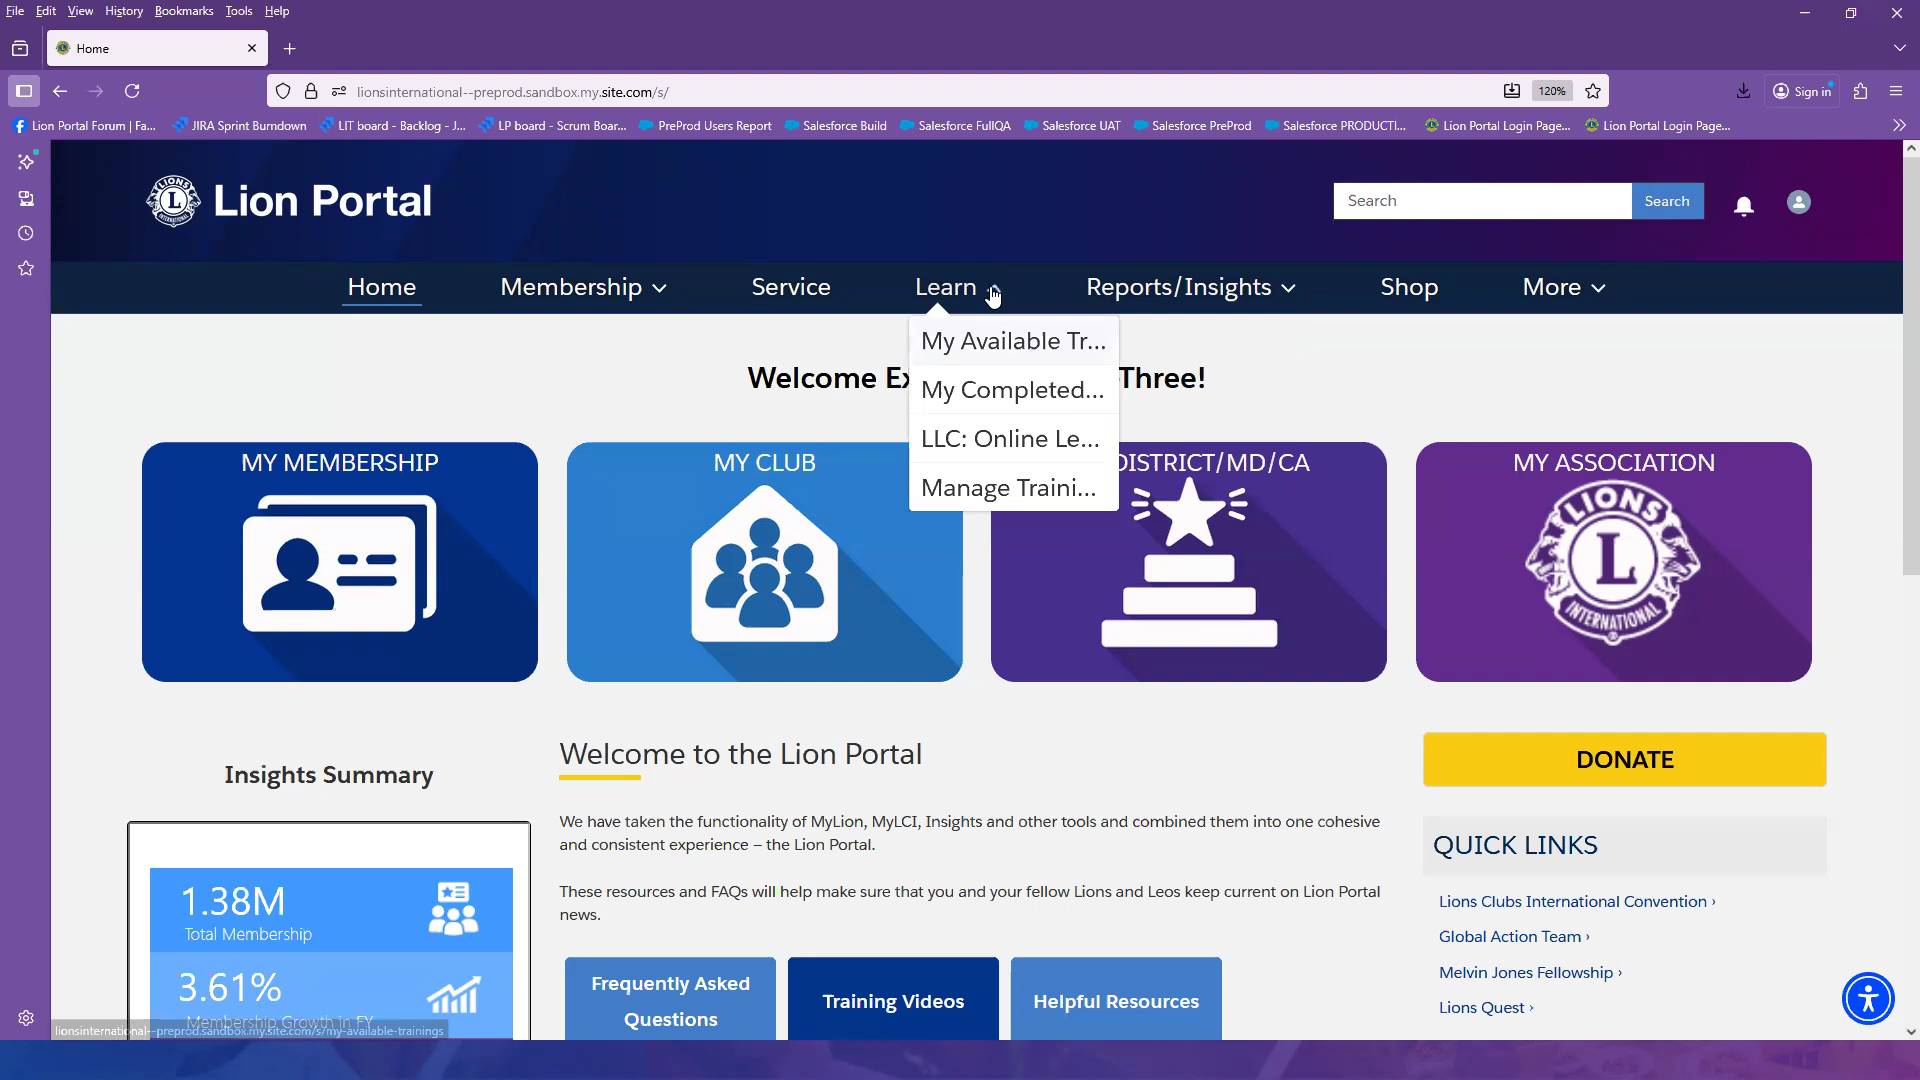 File Edit View History Bookmarks Tools Help
Home
lionsinternational--preprod.sandbox.my.site.com/s/
120%
Sign in
Lion Portal Forum | Fa...
JIRA Sprint Burndown
LIT board - Backlog - J...
LP board - Scrum Boar...
PreProd Users Report
Salesforce Build
Salesforce FullQA
Salesforce UAT
Salesforce PreProd
Salesforce PRODUCTI...
Lion Portal Login Page...
Lion Portal Login Page...
Lion Portal
Search
Search
Home
Membership
Service
Learn
Reports/Insights
Shop
More
My Available Tr...
My Completed...
LLC: Online Le...
Manage Traini...
Welcome Ex Three!
MY MEMBERSHIP
MY CLUB
DISTRICT/MD/CA
MY ASSOCIATION
LIONS
L
INTERNATIONAL
Insights Summary
1.38M
Total Membership
3.61%
Membership Growth in FY
Welcome to the Lion Portal
We have taken the functionality of MyLion, MyLCI, Insights and other tools and combined them into one cohesive
and consistent experience – the Lion Portal.
These resources and FAQs will help make sure that you and your fellow Lions and Leos keep current on Lion Portal
news.
Frequently Asked
Questions
Training Videos
Helpful Resources
DONATE
QUICK LINKS
Lions Clubs International Convention ›
Global Action Team ›
Melvin Jones Fellowship ›
Lions Quest ›
lionsinternational--preprod.sandbox.my.site.com/s/my-available-trainings